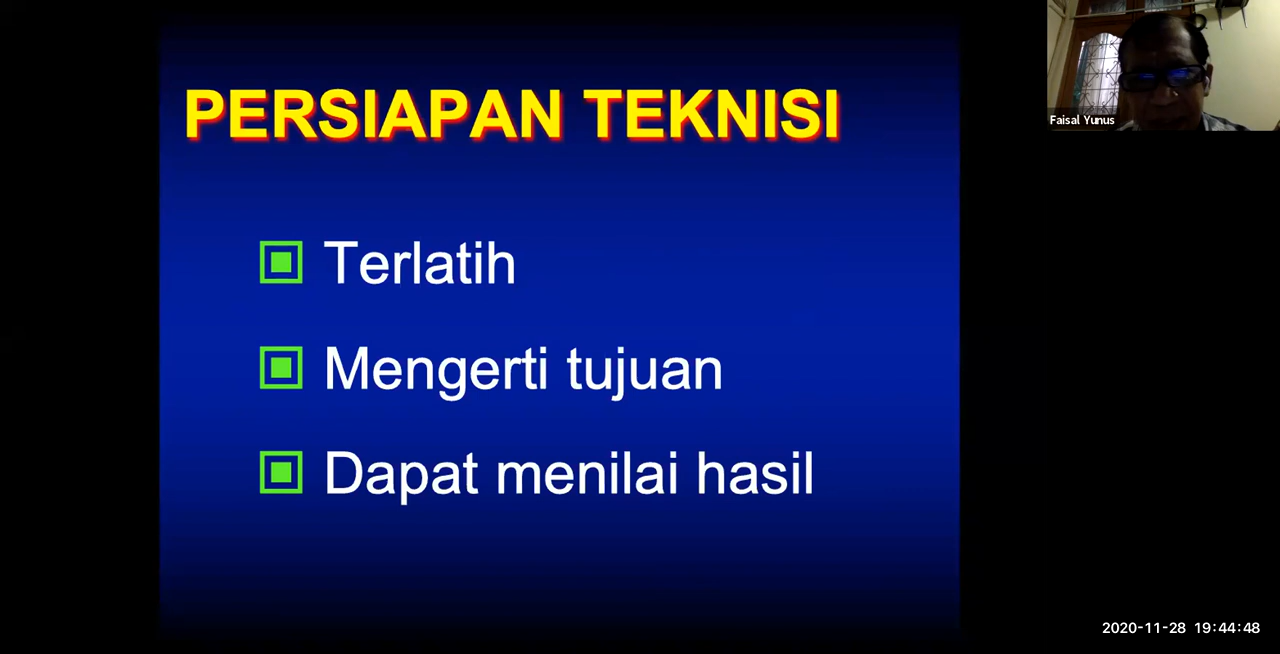 PERSIAPAN TEKNISI
Faisal Yunus
Terlatih
Mengerti tujuan
Dapat menilai hasil
2020-11-28 19:44:48